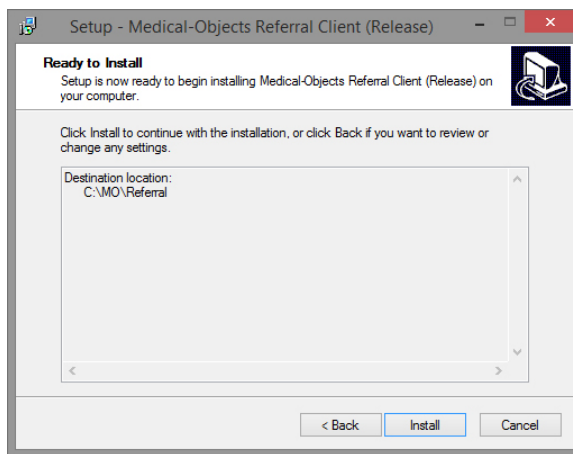 Setup - Medical-Objects Referral Client (Release)
Ready to Install
Setup is now ready to begin installing Medical-Objects Referral Client (Release) on
your computer.
Click Install to continue with the installation, or click Back if you want to review or
change any settings.
Destination location:
C:\MO\Referral
< Back
Install
Cancel